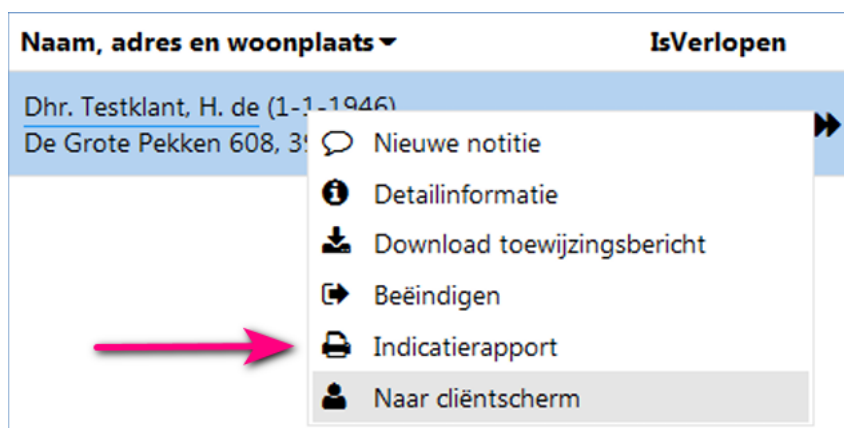 Naam, adres en woonplaats IsVerlopen
Dhr. Testklant, H. de (1-1-1946)
De Grote Pekken 608,
Nieuwe notitie
Detailinformatie
Download toewijzingsbericht
Beëindigen
Indicatierapport
Naar cliëntscherm